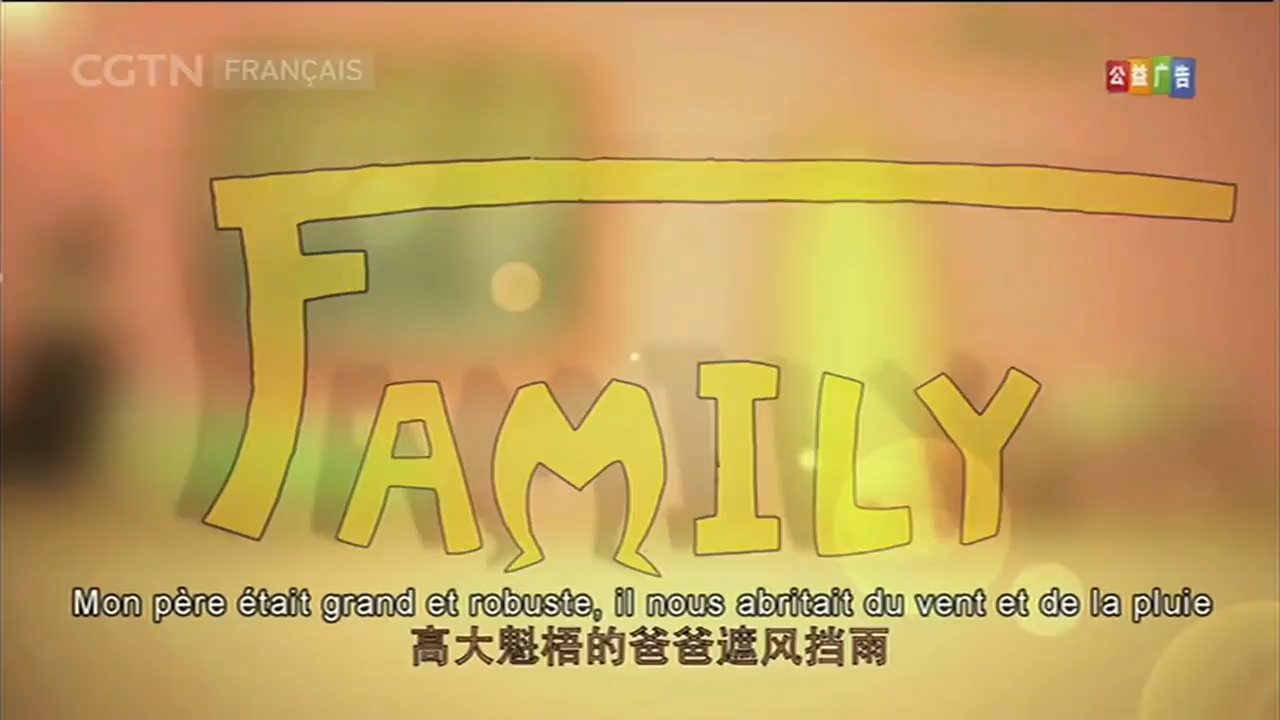 CGTN FRANÇAIS
公益广告
FAMILY
Mon père était grand et robuste, il nous abritait du vent et de la pluie
高大魁梧的爸爸遮风挡雨